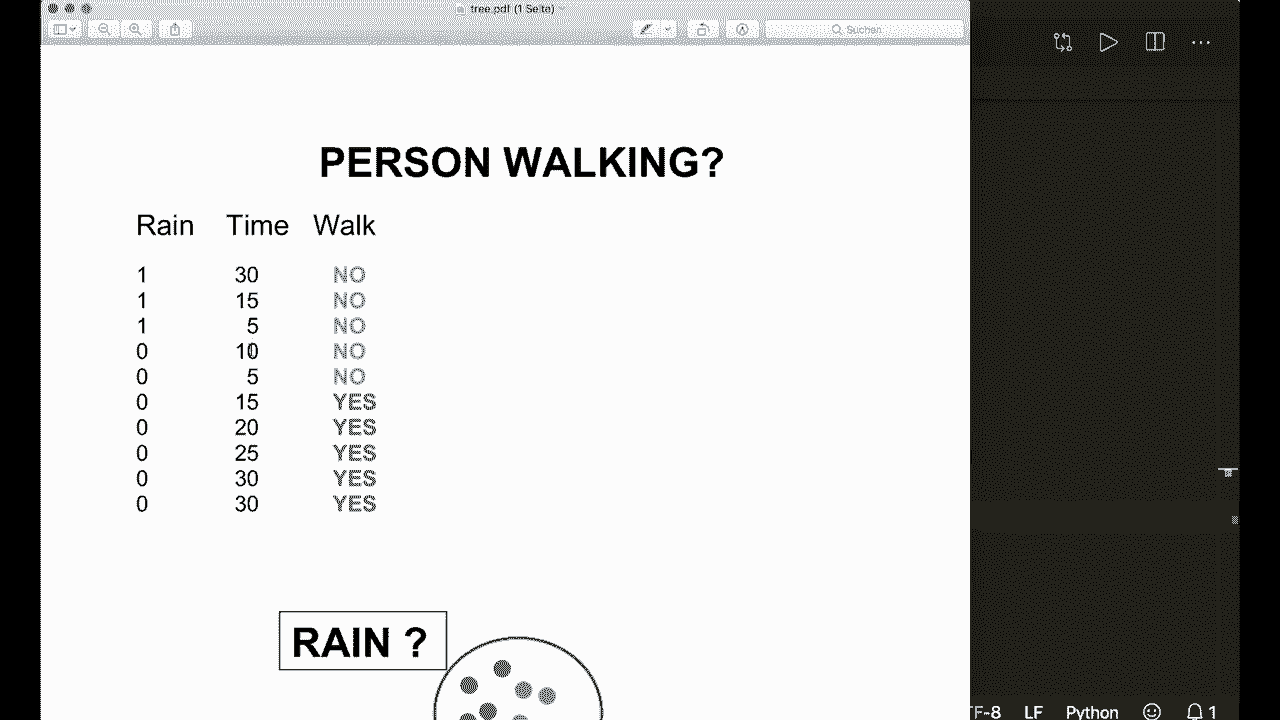 tree.pdf (1 Seite)
Suchen
PERSON WALKING?
Rain Time Walk
1 30 NO
1 15 NO
1 5 NO
0 10 NO
0 5 NO
0 15 YES
0 20 YES
0 25 YES
0 30 YES
0 30 YES
RAIN ?
TF-8 LF Python 1